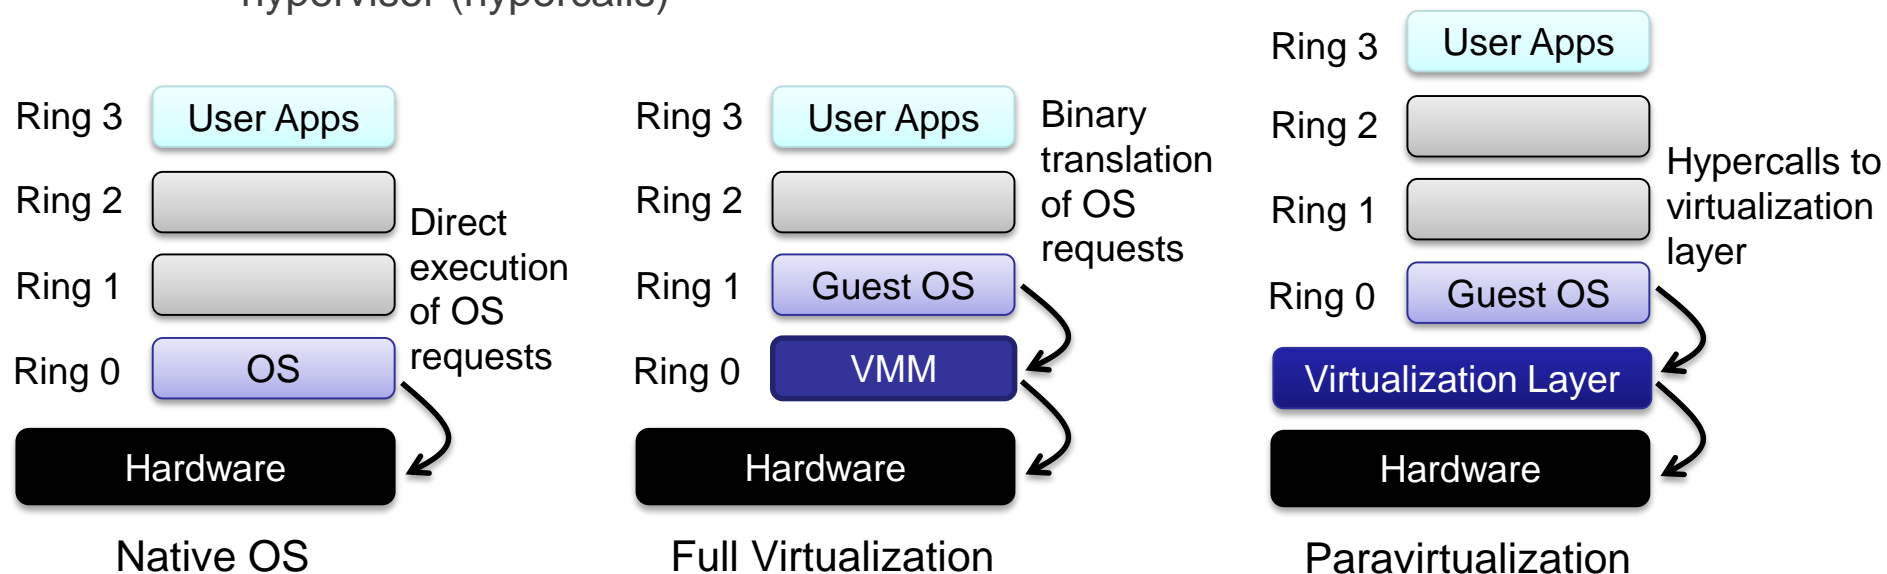 hypervisor (hypercalls)
Ring 3
User Apps
Ring 2
Ring 1
Ring 0
OS
Direct
execution
of OS
requests
Hardware
Native OS
Ring 3
User Apps
Ring 2
Ring 1
Guest OS
Ring 0
VMM
Binary
translation
of OS
requests
Hardware
Full Virtualization
Ring 3
User Apps
Ring 2
Ring 1
Ring 0
Guest OS
Hypercalls to
virtualization
layer
Virtualization Layer
Hardware
Paravirtualization